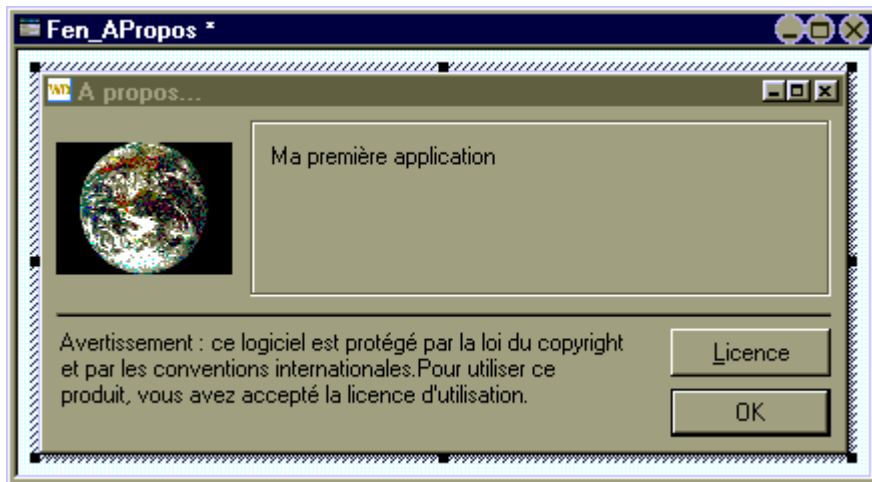 Fen_APropos *
WD A propos...
Ma première application
Avertissement : ce logiciel est protégé par la loi du copyright
et par les conventions internationales.Pour utiliser ce
produit, vous avez accepté la licence d'utilisation.
Licence
OK